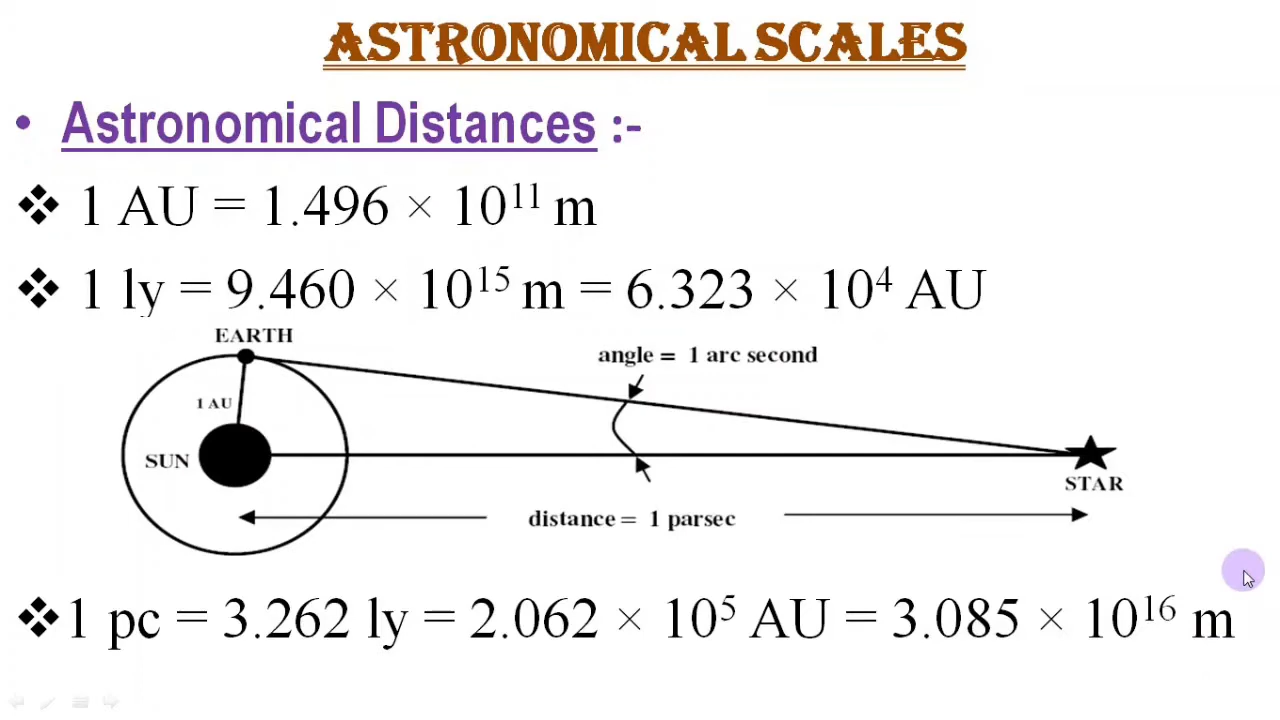 ASTRONOMICAL SCALES
• Astronomical Distances :-
❖ 1 AU = 1.496 × 10¹¹ m
❖ 1 ly = 9.460 × 10¹⁵ m = 6.323 × 10⁴ AU
EARTH
angle = 1 arc second
1 AU
SUN
STAR
distance = 1 parsec
❖1 pc = 3.262 ly = 2.062 × 10⁵ AU = 3.085 × 10¹⁶ m